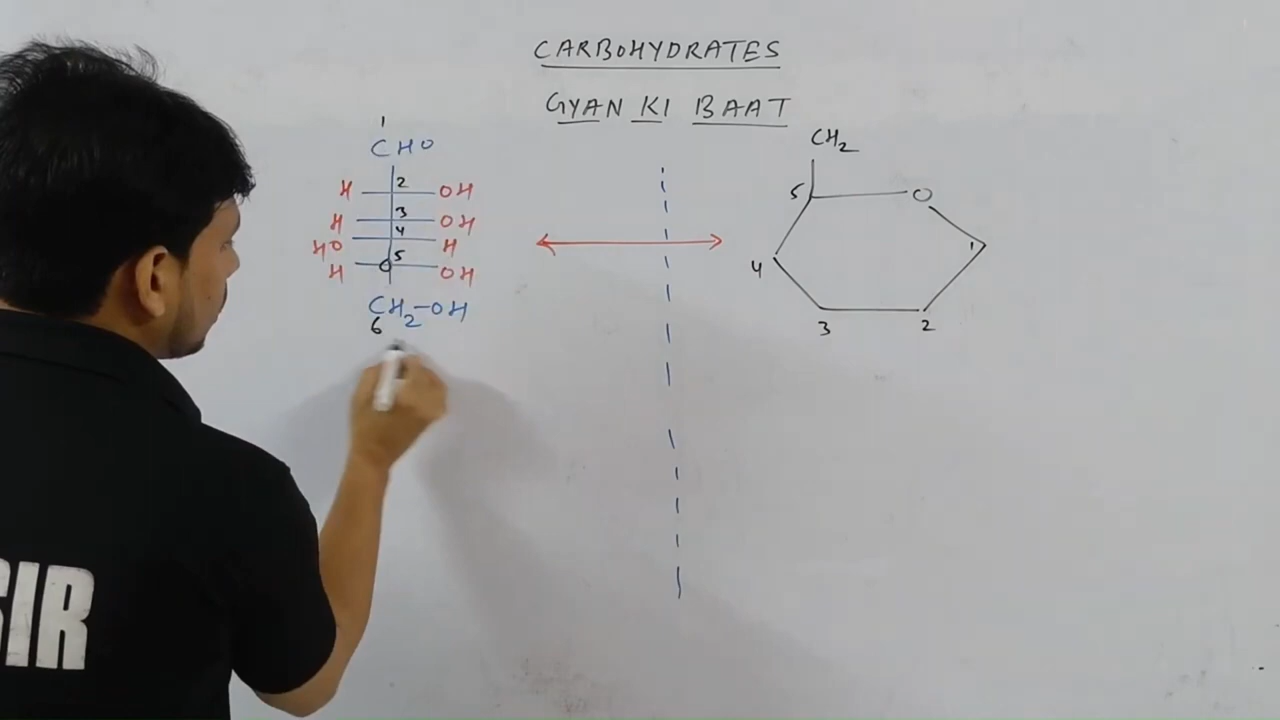 CARBOHYDRATES
GYAN KI BAAT
1
CHO
H 2 OH
H 3 OH
HO 4 H
H 5 OH
CH2-OH
6
CH2
5 O
1
4
3 2
SIR